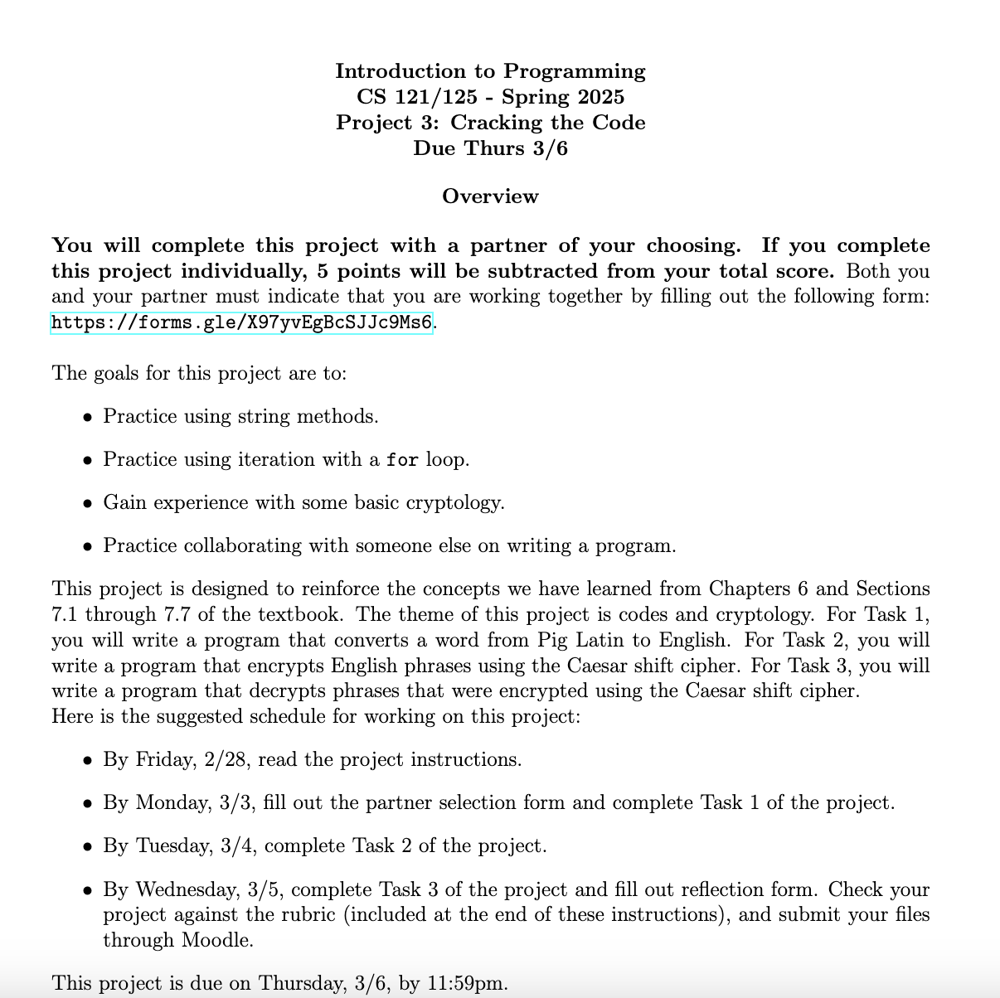 Introduction to Programming
CS 121/125 - Spring 2025
Project 3: Cracking the Code
Due Thurs 3/6
Overview
You will complete this project with a partner of your choosing. If you complete
this project individually, 5 points will be subtracted from your total score. Both you
and your partner must indicate that you are working together by filling out the following form:
https://forms.gle/X97yvEgBcSJJc9Ms6.
The goals for this project are to:
• Practice using string methods.
• Practice using iteration with a for loop.
• Gain experience with some basic cryptology.
• Practice collaborating with someone else on writing a program.
This project is designed to reinforce the concepts we have learned from Chapters 6 and Sections
7.1 through 7.7 of the textbook. The theme of this project is codes and cryptology. For Task 1,
you will write a program that converts a word from Pig Latin to English. For Task 2, you will
write a program that encrypts English phrases using the Caesar shift cipher. For Task 3, you will
write a program that decrypts phrases that were encrypted using the Caesar shift cipher.
Here is the suggested schedule for working on this project:
• By Friday, 2/28, read the project instructions.
• By Monday, 3/3, fill out the partner selection form and complete Task 1 of the project.
• By Tuesday, 3/4, complete Task 2 of the project.
• By Wednesday, 3/5, complete Task 3 of the project and fill out reflection form. Check your
project against the rubric (included at the end of these instructions), and submit your files
through Moodle.
This project is due on Thursday, 3/6, by 11:59pm.